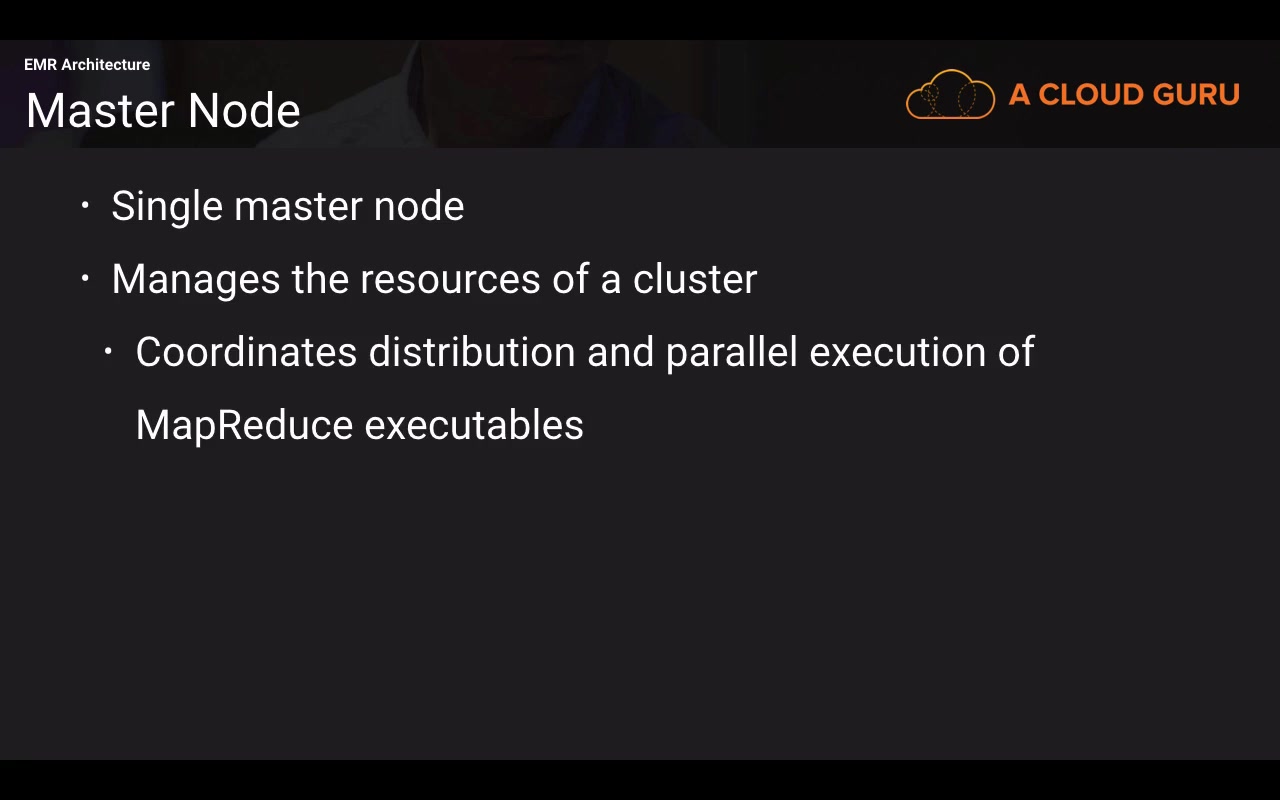 EMR Architecture
Master Node
A CLOUD GURU
• Single master node
• Manages the resources of a cluster
• Coordinates distribution and parallel execution of
MapReduce executables